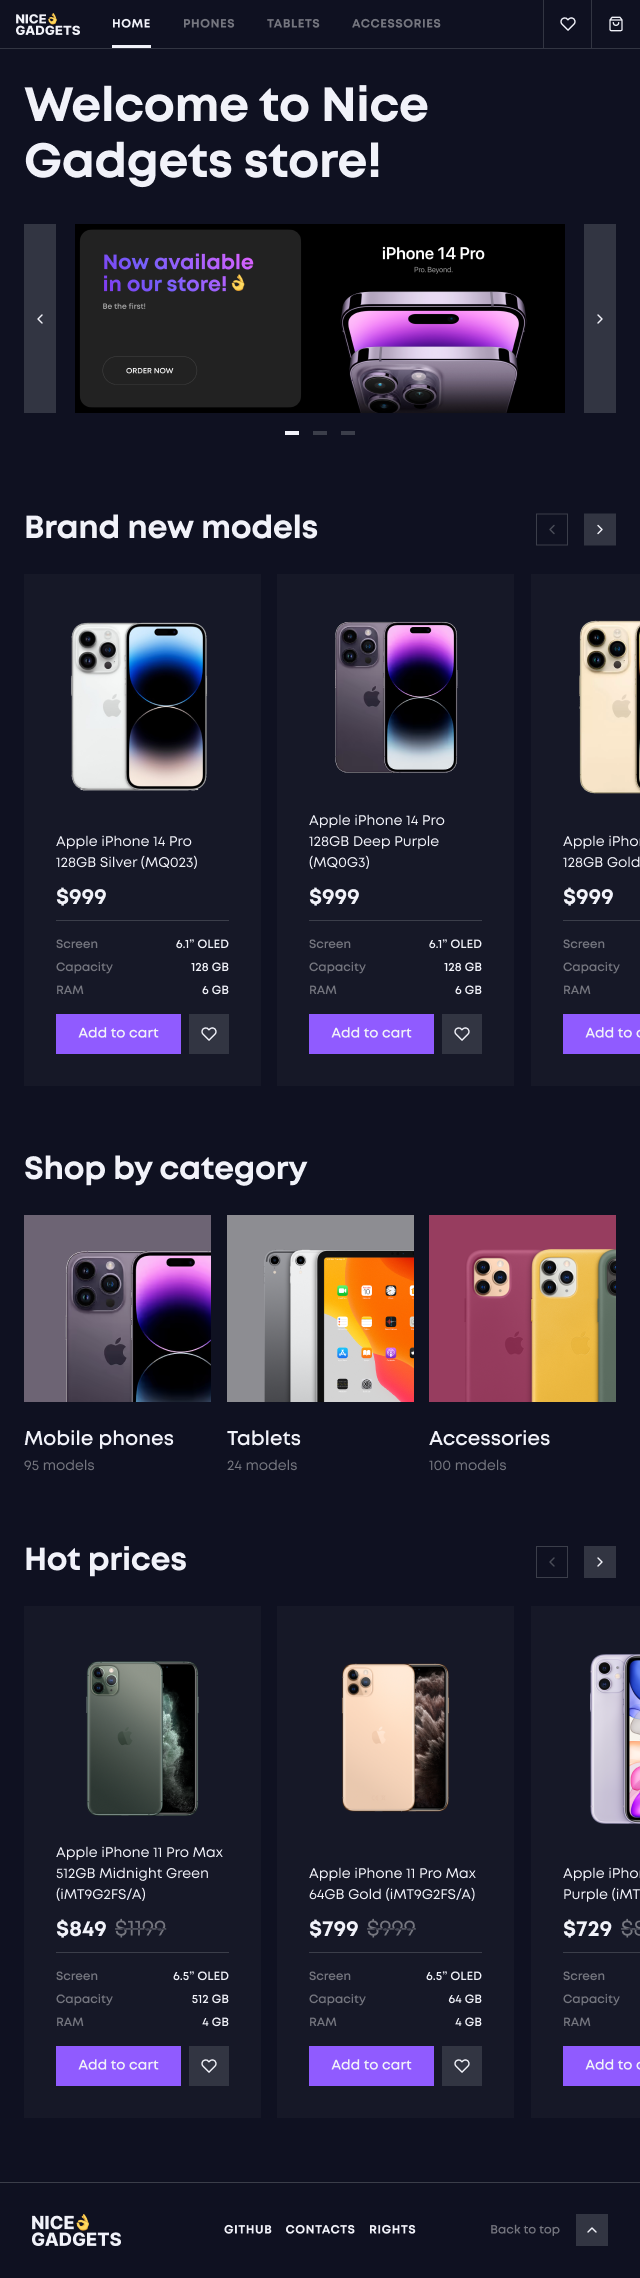 NICE👌
GADGETS
HOME PHONES TABLETS ACCESSORIES
Welcome to Nice
Gadgets store!
Now available
in our store!👌
Be the first!
ORDER NOW
iPhone 14 Pro
Pro. Beyond.
Brand new models
Apple iPhone 14 Pro
128GB Silver (MQ023)
$999
Screen 6.1” OLED
Capacity 128 GB
RAM 6 GB
Add to cart
Apple iPhone 14 Pro
128GB Deep Purple
(MQ0G3)
$999
Screen 6.1” OLED
Capacity 128 GB
RAM 6 GB
Add to cart
Apple iPho
128GB Gold
$999
Screen
Capacity
RAM
Add to c
Shop by category
Mobile phones
95 models
Tablets
24 models
Accessories
100 models
Hot prices
Apple iPhone 11 Pro Max
512GB Midnight Green
(iMT9G2FS/A)
$849 $1199
Screen 6.5” OLED
Capacity 512 GB
RAM 4 GB
Add to cart
Apple iPhone 11 Pro Max
64GB Gold (iMT9G2FS/A)
$799 $999
Screen 6.5” OLED
Capacity 64 GB
RAM 4 GB
Add to cart
Apple iPho
Purple (iMT
$729 $8
Screen
Capacity
RAM
Add to c
NICE👌
GADGETS
GITHUB CONTACTS RIGHTS
Back to top